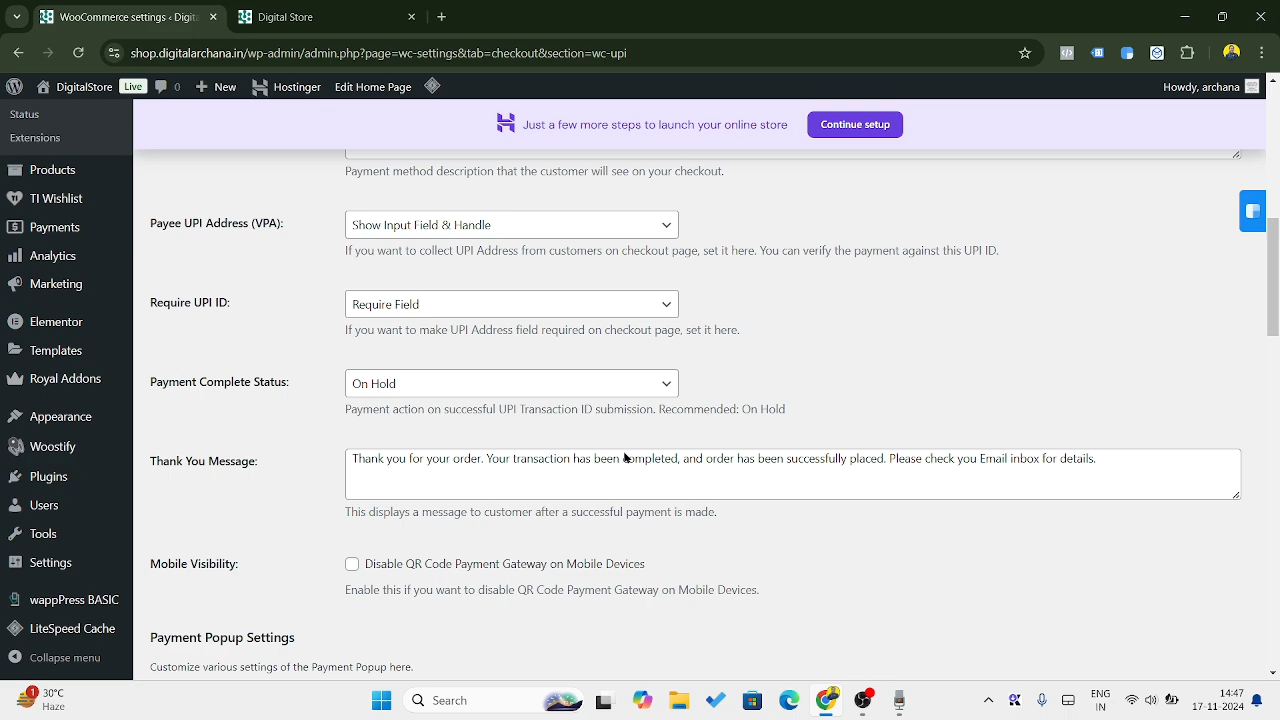 WooCommerce settings ‹ Digita
Digital Store
shop.digitalarchana.in/wp-admin/admin.php?page=wc-settings&tab=checkout&section=wc-upi
DigitalStore
Live
0
New
Hostinger
Edit Home Page
Howdy, archana
Just a few more steps to launch your online store
Continue setup
Status
Extensions
Products
TI Wishlist
Payments
Analytics
Marketing
Elementor
Templates
Royal Addons
Appearance
Woostify
Plugins
Users
Tools
Settings
wappPress BASIC
LiteSpeed Cache
Collapse menu
Payment method description that the customer will see on your checkout.
Payee UPI Address (VPA):
Show Input Field & Handle
If you want to collect UPI Address from customers on checkout page, set it here. You can verify the payment against this UPI ID.
Require UPI ID:
Require Field
If you want to make UPI Address field required on checkout page, set it here.
Payment Complete Status:
On Hold
Payment action on successful UPI Transaction ID submission. Recommended: On Hold
Thank You Message:
Thank you for your order. Your transaction has been completed, and order has been successfully placed. Please check you Email inbox for details.
This displays a message to customer after a successful payment is made.
Mobile Visibility:
Disable QR Code Payment Gateway on Mobile Devices
Enable this if you want to disable QR Code Payment Gateway on Mobile Devices.
Payment Popup Settings
Customize various settings of the Payment Popup here.
1
30°C
Haze
Search
ENG
IN
14:47
17-11-2024